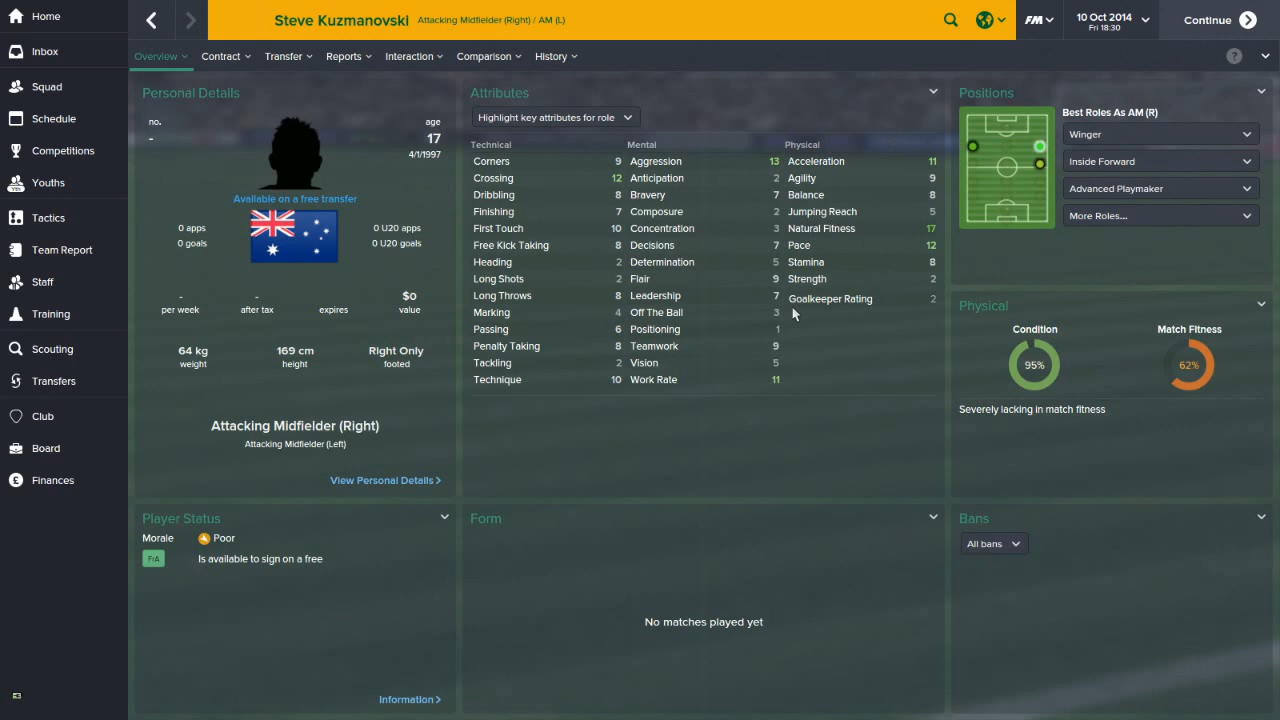 Home
Inbox
Squad
Schedule
Competitions
Youths
Tactics
Team Report
Staff
Training
Scouting
Transfers
Club
Board
Finances
Steve Kuzmanovski Attacking Midfielder (Right) / AM (L)
FM
10 Oct 2014
Fri 18:30
Continue
Overview Contract Transfer Reports Interaction Comparison History
?
Personal Details
no.
-
age
17
4/1/1997
Available on a free transfer
0 apps
0 goals
0 U20 apps
0 U20 goals
-
per week
-
after tax
expires
$0
value
64 kg
weight
169 cm
height
Right Only
footed
Attacking Midfielder (Right)
Attacking Midfielder (Left)
View Personal Details >
Attributes
Highlight key attributes for role
Technical Mental Physical
Corners 9 Aggression 13 Acceleration 11
Crossing 12 Anticipation 2 Agility 9
Dribbling 8 Bravery 7 Balance 8
Finishing 7 Composure 2 Jumping Reach 5
First Touch 10 Concentration 3 Natural Fitness 17
Free Kick Taking 8 Decisions 7 Pace 12
Heading 2 Determination 5 Stamina 8
Long Shots 2 Flair 9 Strength 2
Long Throws 8 Leadership 7 Goalkeeper Rating 2
Marking 4 Off The Ball 3
Passing 6 Positioning 1
Penalty Taking 8 Teamwork 9
Tackling 2 Vision 5
Technique 10 Work Rate 11
Positions
Best Roles As AM (R)
Winger
Inside Forward
Advanced Playmaker
More Roles...
Physical
Condition
95%
Match Fitness
62%
Severely lacking in match fitness
Player Status
Morale Poor
FrA Is available to sign on a free
Information >
Form
No matches played yet
Bans
All bans